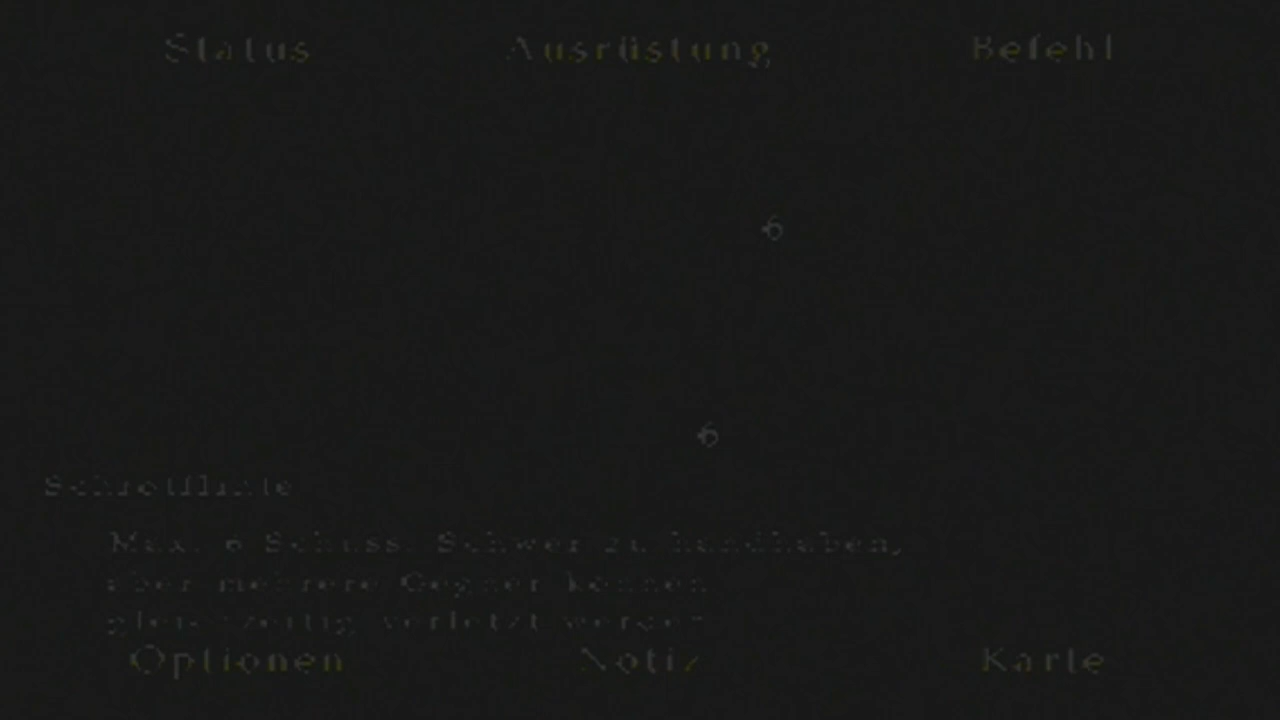 Status Ausrüstung Befehl
6
6
Schrotflinte
Max. 6 Schuss. Schwer zu handhaben,
aber mehrere Gegner können
gleichzeitig verletzt werden
Optionen Notiz Karte